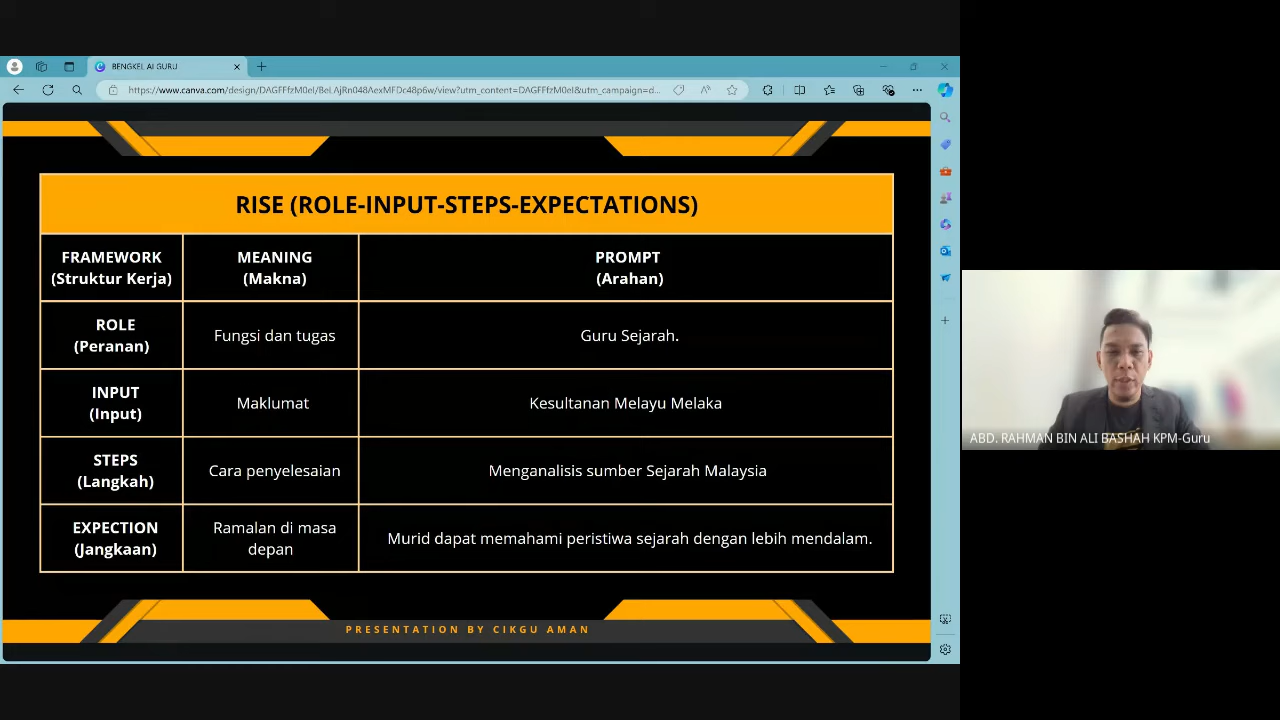 BENGKEL AI GURU
https://www.canva.com/design/DAGFFfzM0eI/BeLAjRn048AexMFDc48p6w/view?utm_content=DAGFFfzM0eI&utm_campaign=d...
RISE (ROLE-INPUT-STEPS-EXPECTATIONS)
FRAMEWORK
(Struktur Kerja)
MEANING
(Makna)
PROMPT
(Arahan)
ROLE
(Peranan)
Fungsi dan tugas
Guru Sejarah.
INPUT
(Input)
Maklumat
Kesultanan Melayu Melaka
STEPS
(Langkah)
Cara penyelesaian
Menganalisis sumber Sejarah Malaysia
EXPECTION
(Jangkaan)
Ramalan di masa
depan
Murid dapat memahami peristiwa sejarah dengan lebih mendalam.
PRESENTATION BY CIKGU AMAN
ABD. RAHMAN BIN ALI BASHAH KPM-Guru